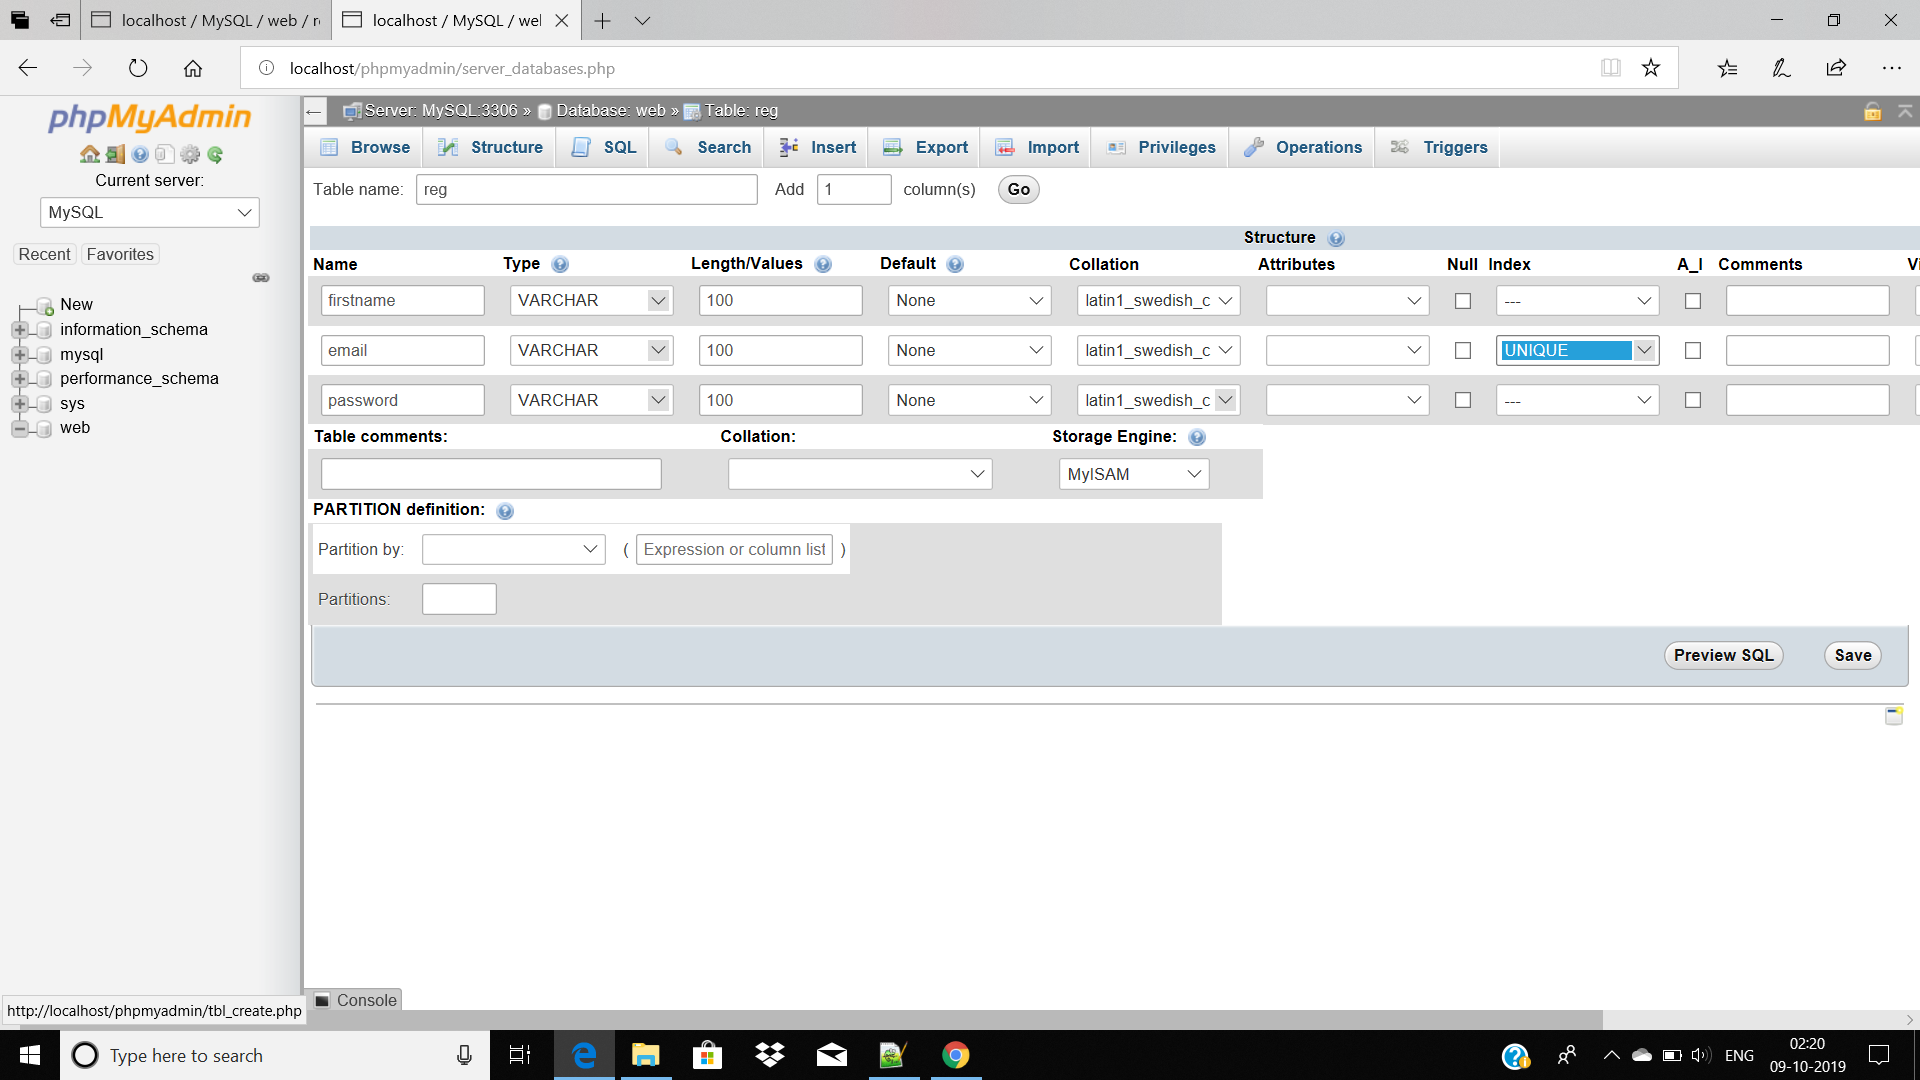 localhost / MySQL / web / r
localhost / MySQL / wel
localhost/phpmyadmin/server_databases.php
phpMyAdmin
Current server:
MySQL
Recent Favorites
New
information_schema
mysql
performance_schema
sys
web
Server: MySQL:3306 » Database: web » Table: reg
Browse Structure SQL Search Insert Export Import Privileges Operations Triggers
Table name: reg Add 1 column(s) Go
Structure
Name Type Length/Values Default Collation Attributes Null Index A_I Comments Vi
firstname VARCHAR 100 None latin1_swedish_c ---
email VARCHAR 100 None latin1_swedish_c UNIQUE
password VARCHAR 100 None latin1_swedish_c ---
Table comments: Collation: Storage Engine:
MyISAM
PARTITION definition:
Partition by: ( Expression or column list )
Partitions:
Preview SQL Save
Console
http://localhost/phpmyadmin/tbl_create.php
Type here to search
ENG
02:20
09-10-2019